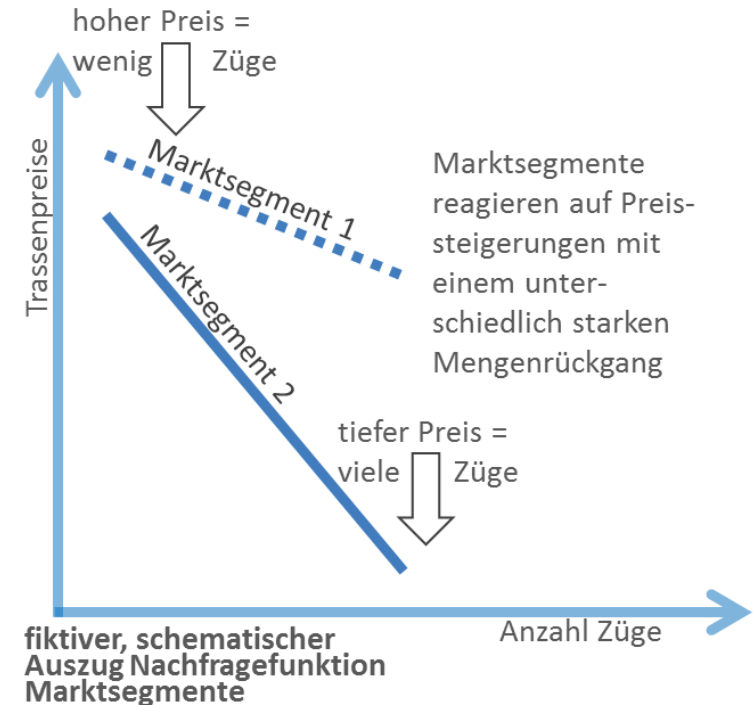 hoher Preis =
wenig Züge
Trassenpreise
Marktsegment 1
Marktsegment 2
Marktsegmente
reagieren auf Preis-
steigerungen mit
einem unter-
schiedlich starken
Mengenrückgang
tiefer Preis =
viele Züge
Anzahl Züge
fiktiver, schematischer
Auszug Nachfragefunktion
Marktsegmente